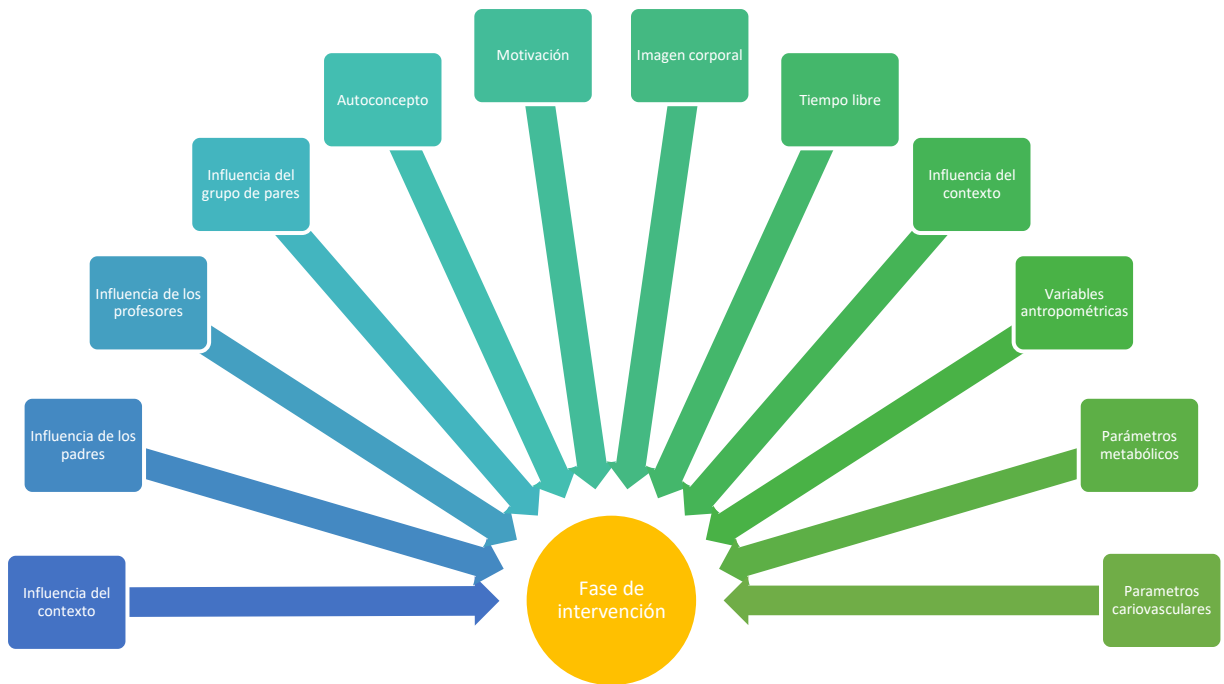 Influencia del
contexto
Influencia de los
padres
Influencia de los
profesores
Influencia del
grupo de pares
Autoconcepto
Motivación
Imagen corporal
Tiempo libre
Influencia del
contexto
Variables
antropométricas
Parámetros
metabólicos
Parametros
cariovasculares
Fase de
intervención